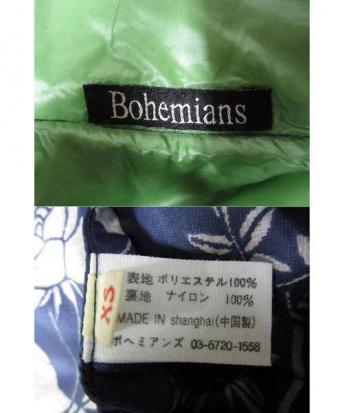 Bohemians
表地 ポリエステル100%
裏地 ナイロン 100%
MADE IN shanghai(中国製)
ボヘミアンズ 03-5720-1558
XS